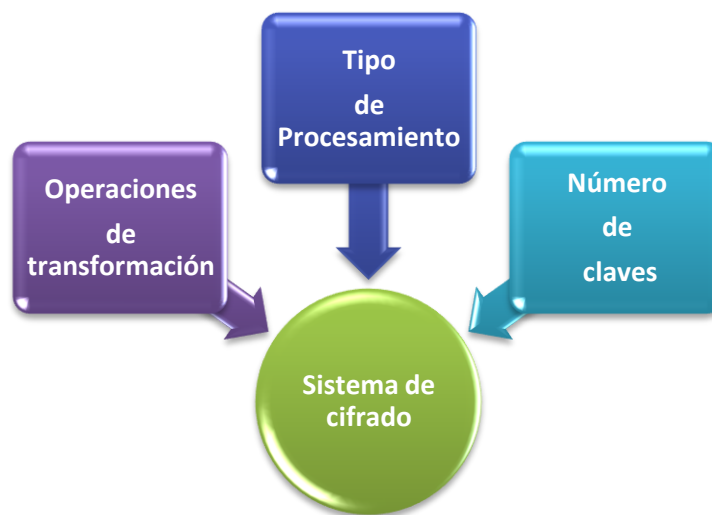 Tipo
de
Procesamiento
Operaciones
de
transformación
Número
de
claves
Sistema de
cifrado